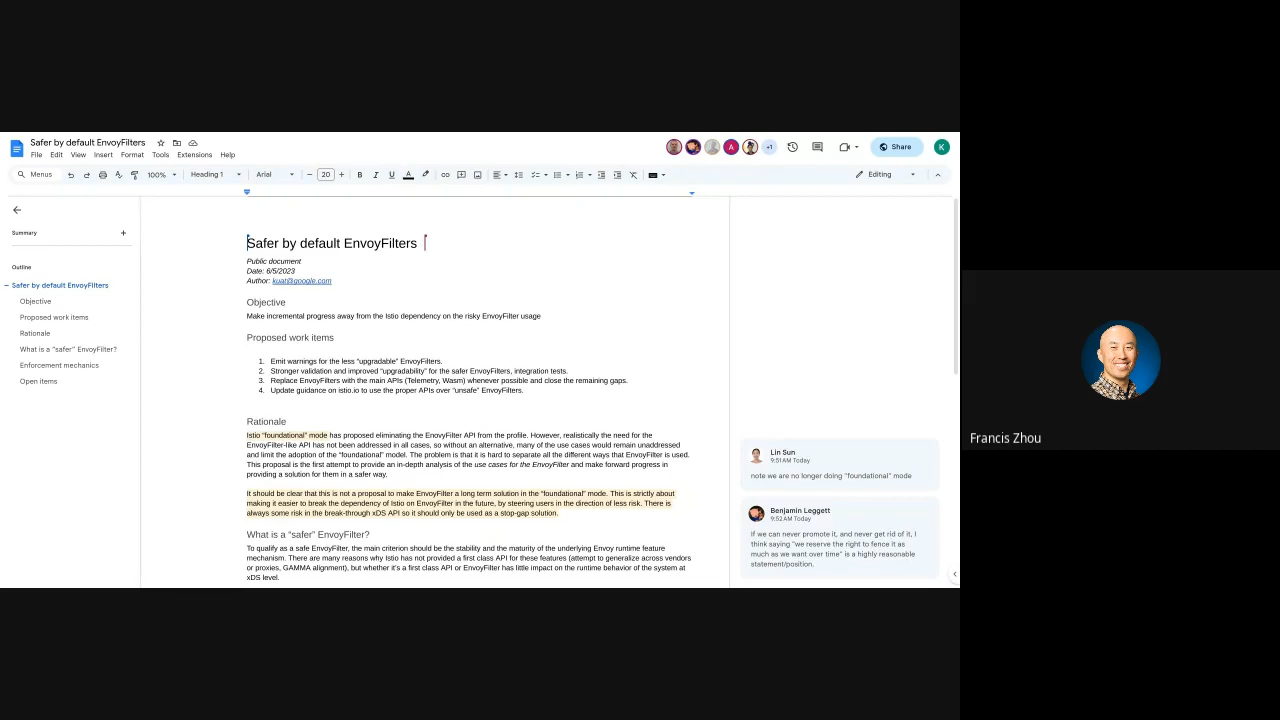 Safer by default EnvoyFilters
File Edit View Insert Format Tools Extensions Help
+1
Share
K
Menus
100%
Heading 1
Arial
20
Editing
Summary
Outline
Safer by default EnvoyFilters
Objective
Proposed work items
Rationale
What is a “safer” EnvoyFilter?
Enforcement mechanics
Open items
Safer by default EnvoyFilters
Public document
Date: 6/5/2023
Author: kuat@google.com
Objective
Make incremental progress away from the Istio dependency on the risky EnvoyFilter usage
Proposed work items
1. Emit warnings for the less “upgradable” EnvoyFilters.
2. Stronger validation and improved “upgradability” for the safer EnvoyFilters, integration tests.
3. Replace EnvoyFilters with the main APIs (Telemetry, Wasm) whenever possible and close the remaining gaps.
4. Update guidance on istio.io to use the proper APIs over “unsafe” EnvoyFilters.
Rationale
Istio “foundational” mode has proposed eliminating the EnovyFilter API from the profile. However, realistically the need for the
EnvoyFilter-like API has not been addressed in all cases, so without an alternative, many of the use cases would remain unaddressed
and limit the adoption of the “foundational” model. The problem is that it is hard to separate all the different ways that EnvoyFilter is used.
This proposal is the first attempt to provide an in-depth analysis of the use cases for the EnvoyFilter and make forward progress in
providing a solution for them in a safer way.
It should be clear that this is not a proposal to make EnvoyFilter a long term solution in the “foundational” mode. This is strictly about
making it easier to break the dependency of Istio on EnvoyFilter in the future, by steering users in the direction of less risk. There is
always some risk in the break-through xDS API so it should only be used as a stop-gap solution.
What is a “safer” EnvoyFilter?
To qualify as a safe EnvoyFilter, the main criterion should be the stability and the maturity of the underlying Envoy runtime feature
mechanism. There are many reasons why Istio has not provided a first class API for these features (attempt to generalize across vendors
or proxies, GAMMA alignment), but whether it’s a first class API or EnvoyFilter has little impact on the runtime behavior of the system at
xDS level.
Lin Sun
9:51 AM Today
note we are no longer doing "foundational" mode
Benjamin Leggett
9:52 AM Today
If we can never promote it, and never get rid of it, I
think saying "we reserve the right to fence it as
much as we want over time" is a highly reasonable
statement/position.
A
Francis Zhou